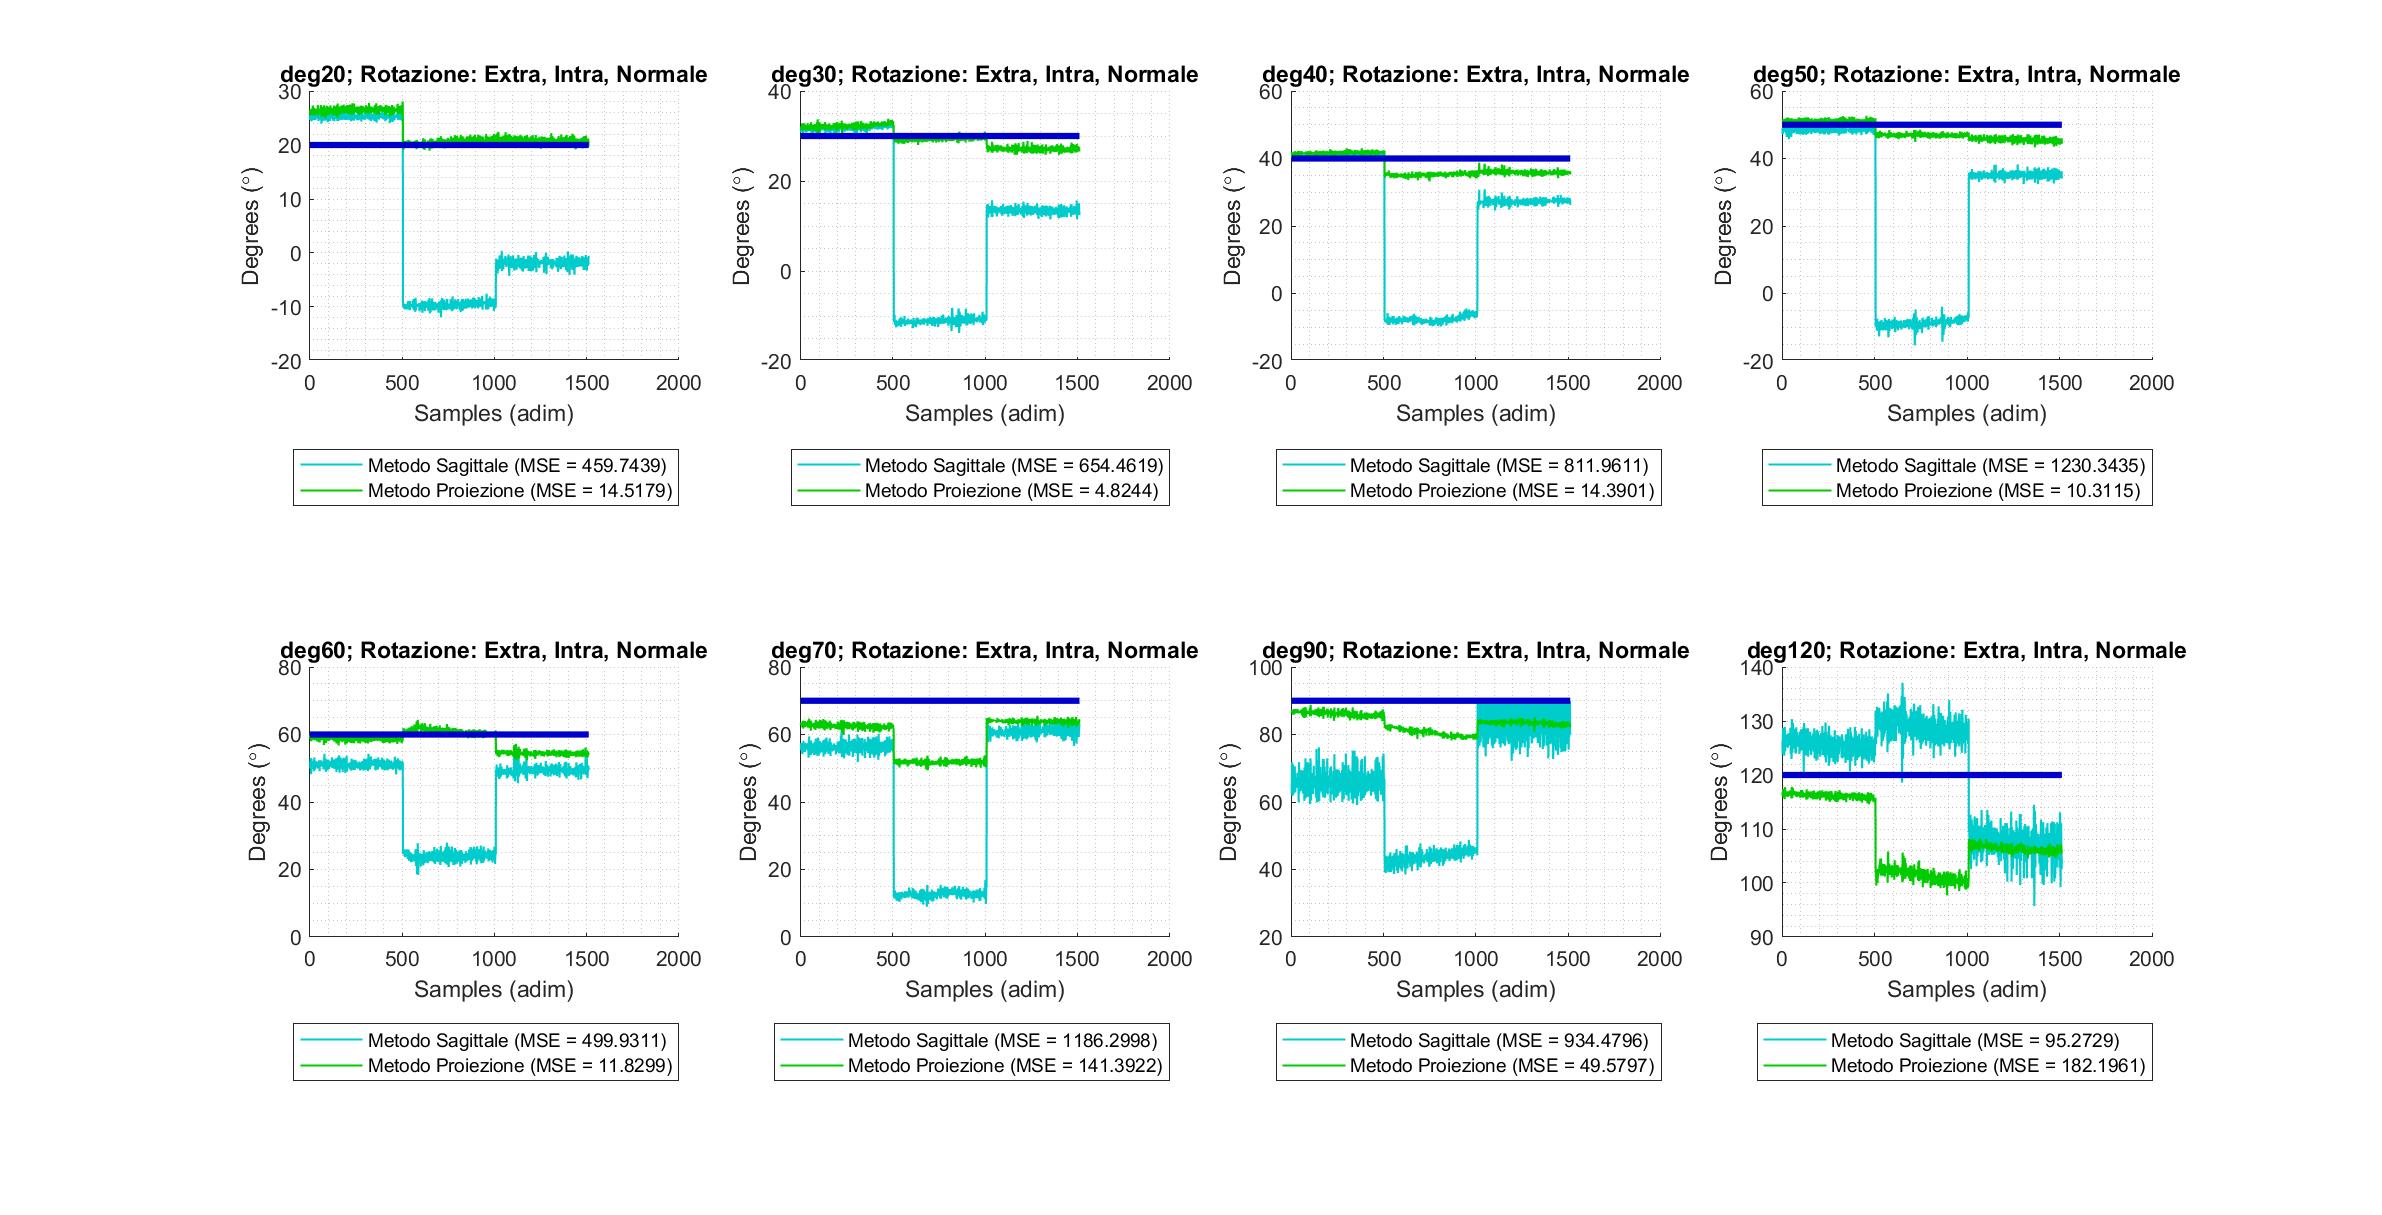 deg20; Rotazione: Extra, Intra, Normale
30
20
10
0
-10
-20
Degrees (°)
0 500 1000 1500 2000
Samples (adim)
Metodo Sagittale (MSE = 459.7439)
Metodo Proiezione (MSE = 14.5179)
deg30; Rotazione: Extra, Intra, Normale
40
20
0
-20
Degrees (°)
0 500 1000 1500 2000
Samples (adim)
Metodo Sagittale (MSE = 654.4619)
Metodo Proiezione (MSE = 4.8244)
deg40; Rotazione: Extra, Intra, Normale
60
40
20
0
-20
Degrees (°)
0 500 1000 1500 2000
Samples (adim)
Metodo Sagittale (MSE = 811.9611)
Metodo Proiezione (MSE = 14.3901)
deg50; Rotazione: Extra, Intra, Normale
60
40
20
0
-20
Degrees (°)
0 500 1000 1500 2000
Samples (adim)
Metodo Sagittale (MSE = 1230.3435)
Metodo Proiezione (MSE = 10.3115)
deg60; Rotazione: Extra, Intra, Normale
80
60
40
20
0
Degrees (°)
0 500 1000 1500 2000
Samples (adim)
Metodo Sagittale (MSE = 499.9311)
Metodo Proiezione (MSE = 11.8299)
deg70; Rotazione: Extra, Intra, Normale
80
60
40
20
0
Degrees (°)
0 500 1000 1500 2000
Samples (adim)
Metodo Sagittale (MSE = 1186.2998)
Metodo Proiezione (MSE = 141.3922)
deg90; Rotazione: Extra, Intra, Normale
100
80
60
40
20
Degrees (°)
0 500 1000 1500 2000
Samples (adim)
Metodo Sagittale (MSE = 934.4796)
Metodo Proiezione (MSE = 49.5797)
deg120; Rotazione: Extra, Intra, Normale
140
130
120
110
100
90
Degrees (°)
0 500 1000 1500 2000
Samples (adim)
Metodo Sagittale (MSE = 95.2729)
Metodo Proiezione (MSE = 182.1961)